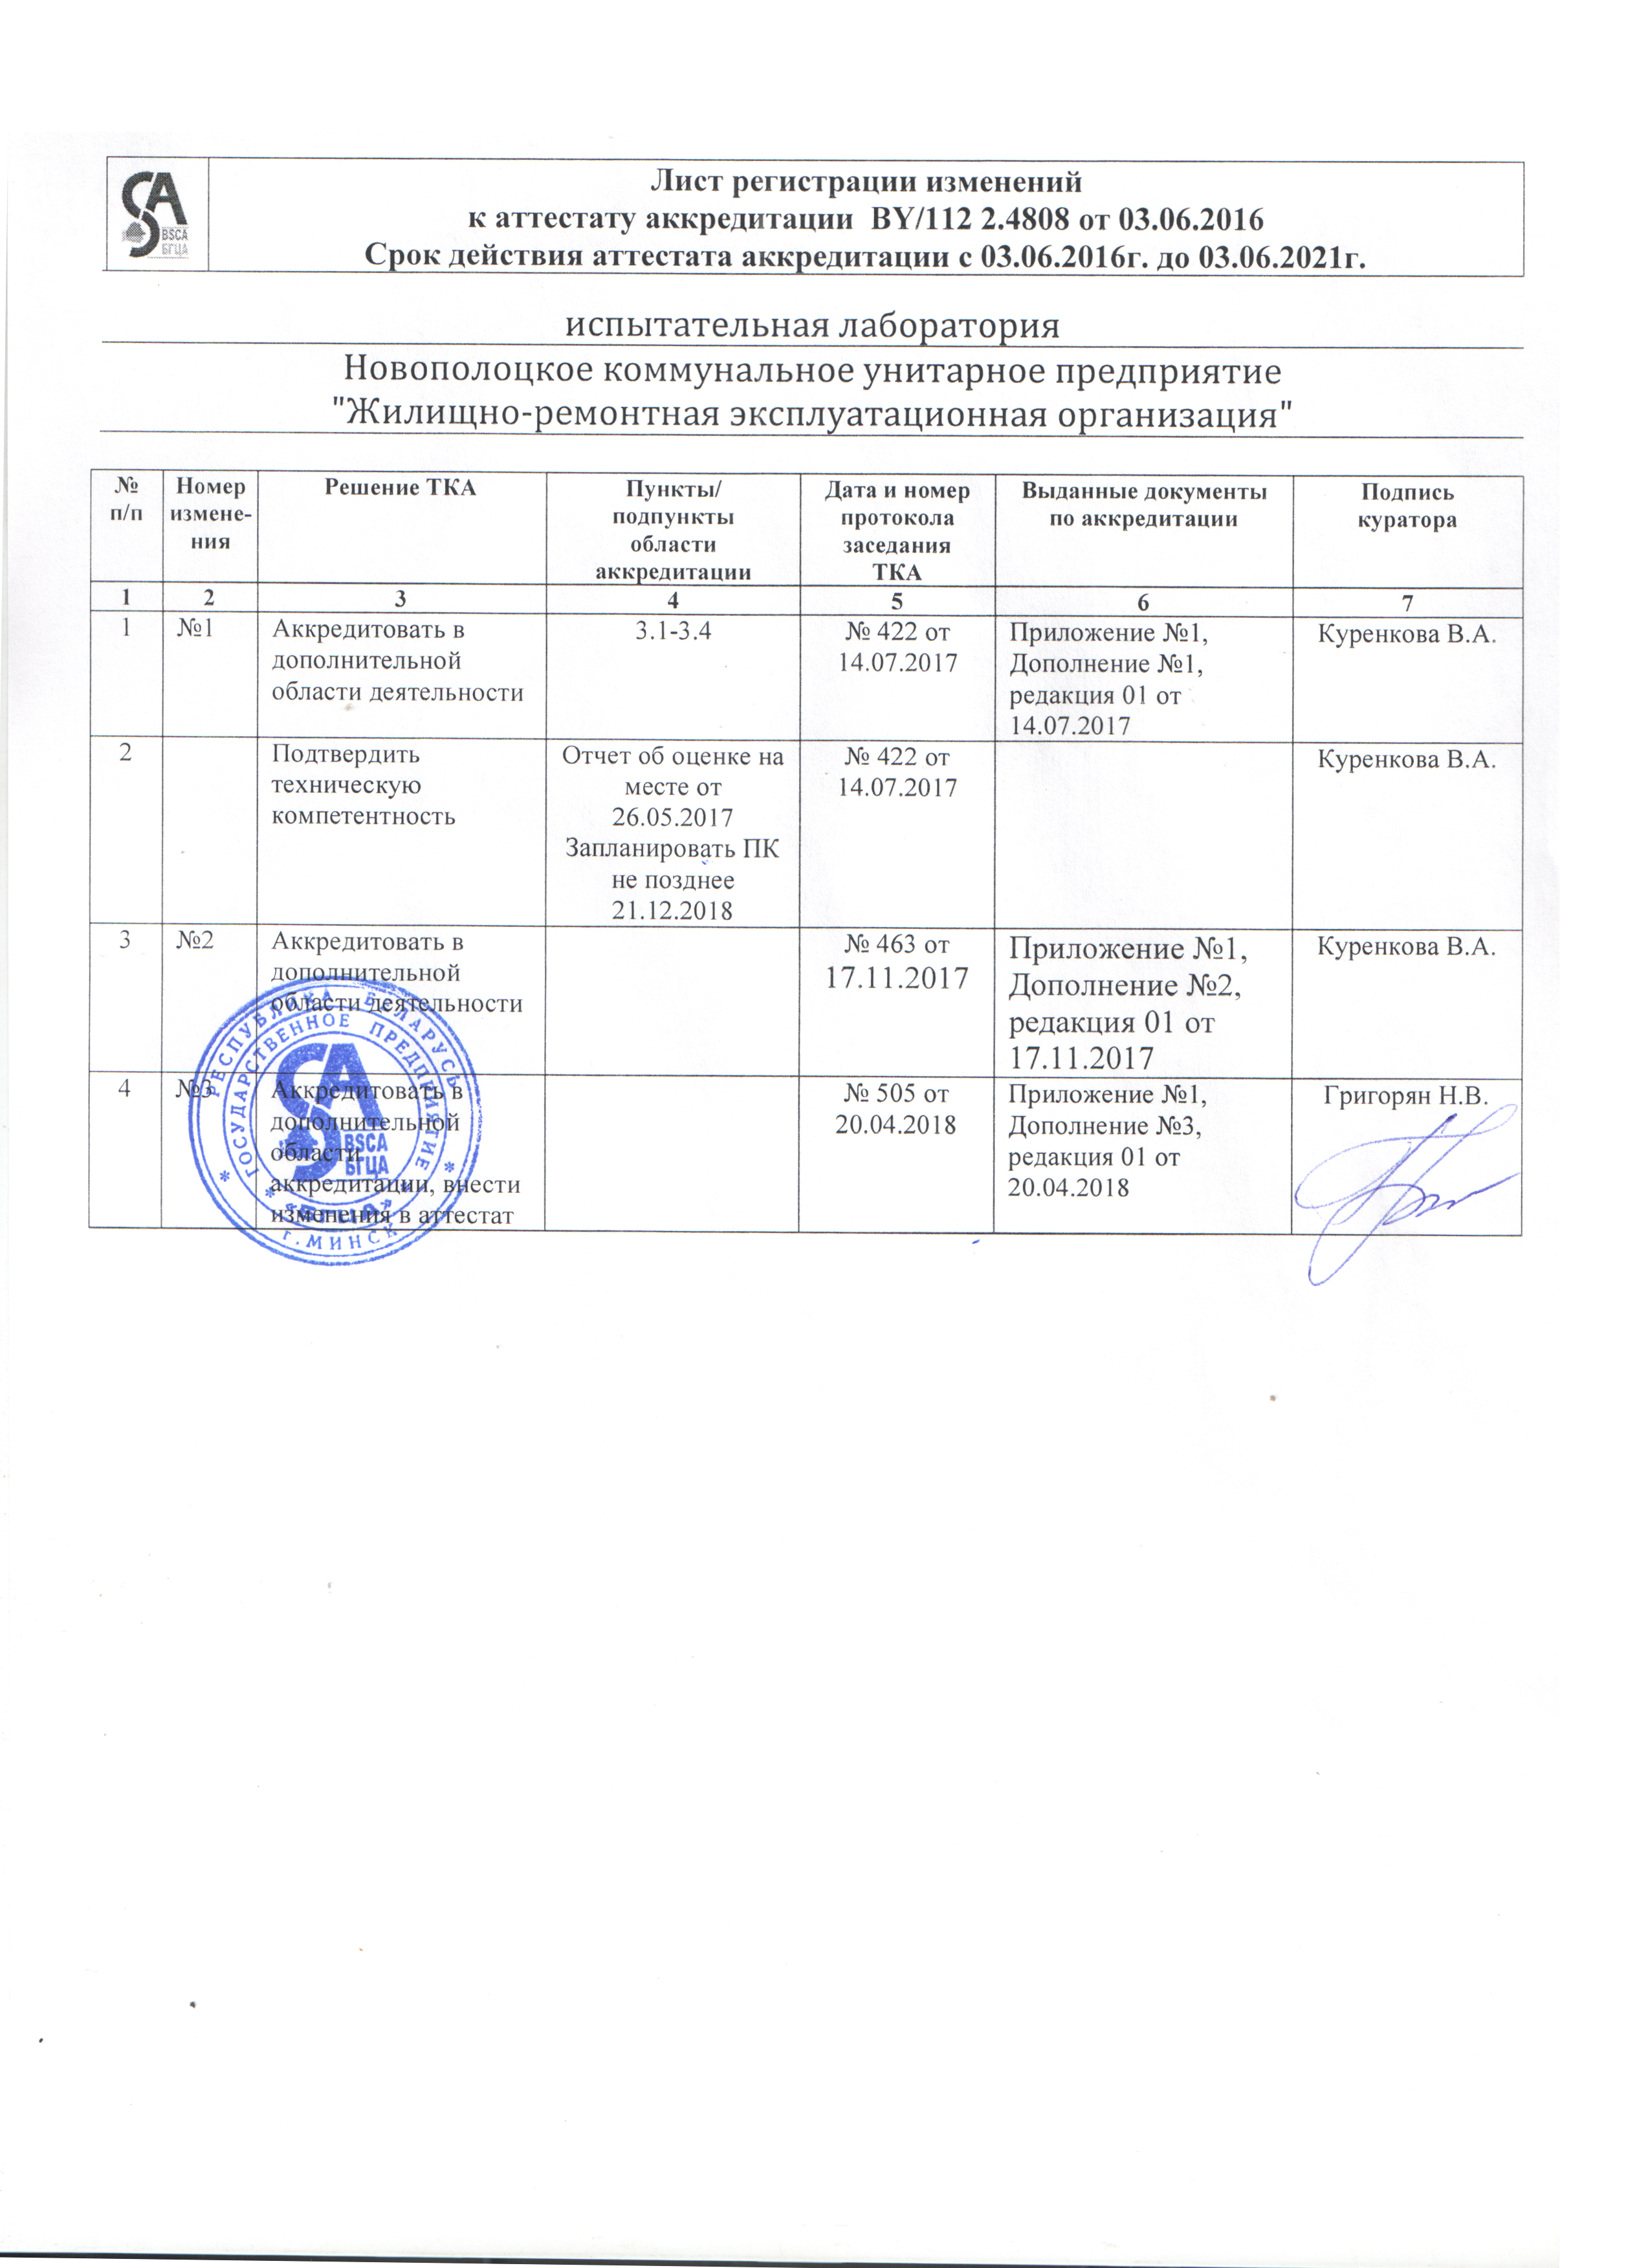 BSCA
БГЦА
Лист регистрации изменений
к аттестату аккредитации BY/112 2.4808 от 03.06.2016
Срок действия аттестата аккредитации с 03.06.2016г. до 03.06.2021г.
испытательная лаборатория
Новополоцкое коммунальное унитарное предприятие
"Жилищно-ремонтная эксплуатационная организация"
№
п/п
Номер
измене-
ния
Решение ТКА
Пункты/
подпункты
области
аккредитации
Дата и номер
протокола
заседания
ТКА
Выданные документы
по аккредитации
Подпись
куратора
1
2
3
4
5
6
7
1
№1
Аккредитовать в
дополнительной
области деятельности
3.1-3.4
№ 422 от
14.07.2017
Приложение №1,
Дополнение №1,
редакция 01 от
14.07.2017
Куренкова В.А.
2
Подтвердить
техническую
компетентность
Отчет об оценке на
месте от
26.05.2017
Запланировать ПК
не позднее
21.12.2018
№ 422 от
14.07.2017
Куренкова В.А.
3
№2
Аккредитовать в
дополнительной
области деятельности
№ 463 от
17.11.2017
Приложение №1,
Дополнение №2,
редакция 01 от
17.11.2017
Куренкова В.А.
4
№3
Аккредитовать в
дополнительной
области
аккредитации, внести
изменения в аттестат
№ 505 от
20.04.2018
Приложение №1,
Дополнение №3,
редакция 01 от
20.04.2018
Григорян Н.В.
РЕСПУБЛИКА БЕЛАРУСЬ
ГОСУДАРСТВЕННОЕ ПРЕДПРИЯТИЕ
BSCA
БГЦА
«БГЦА»
г. МИНСК